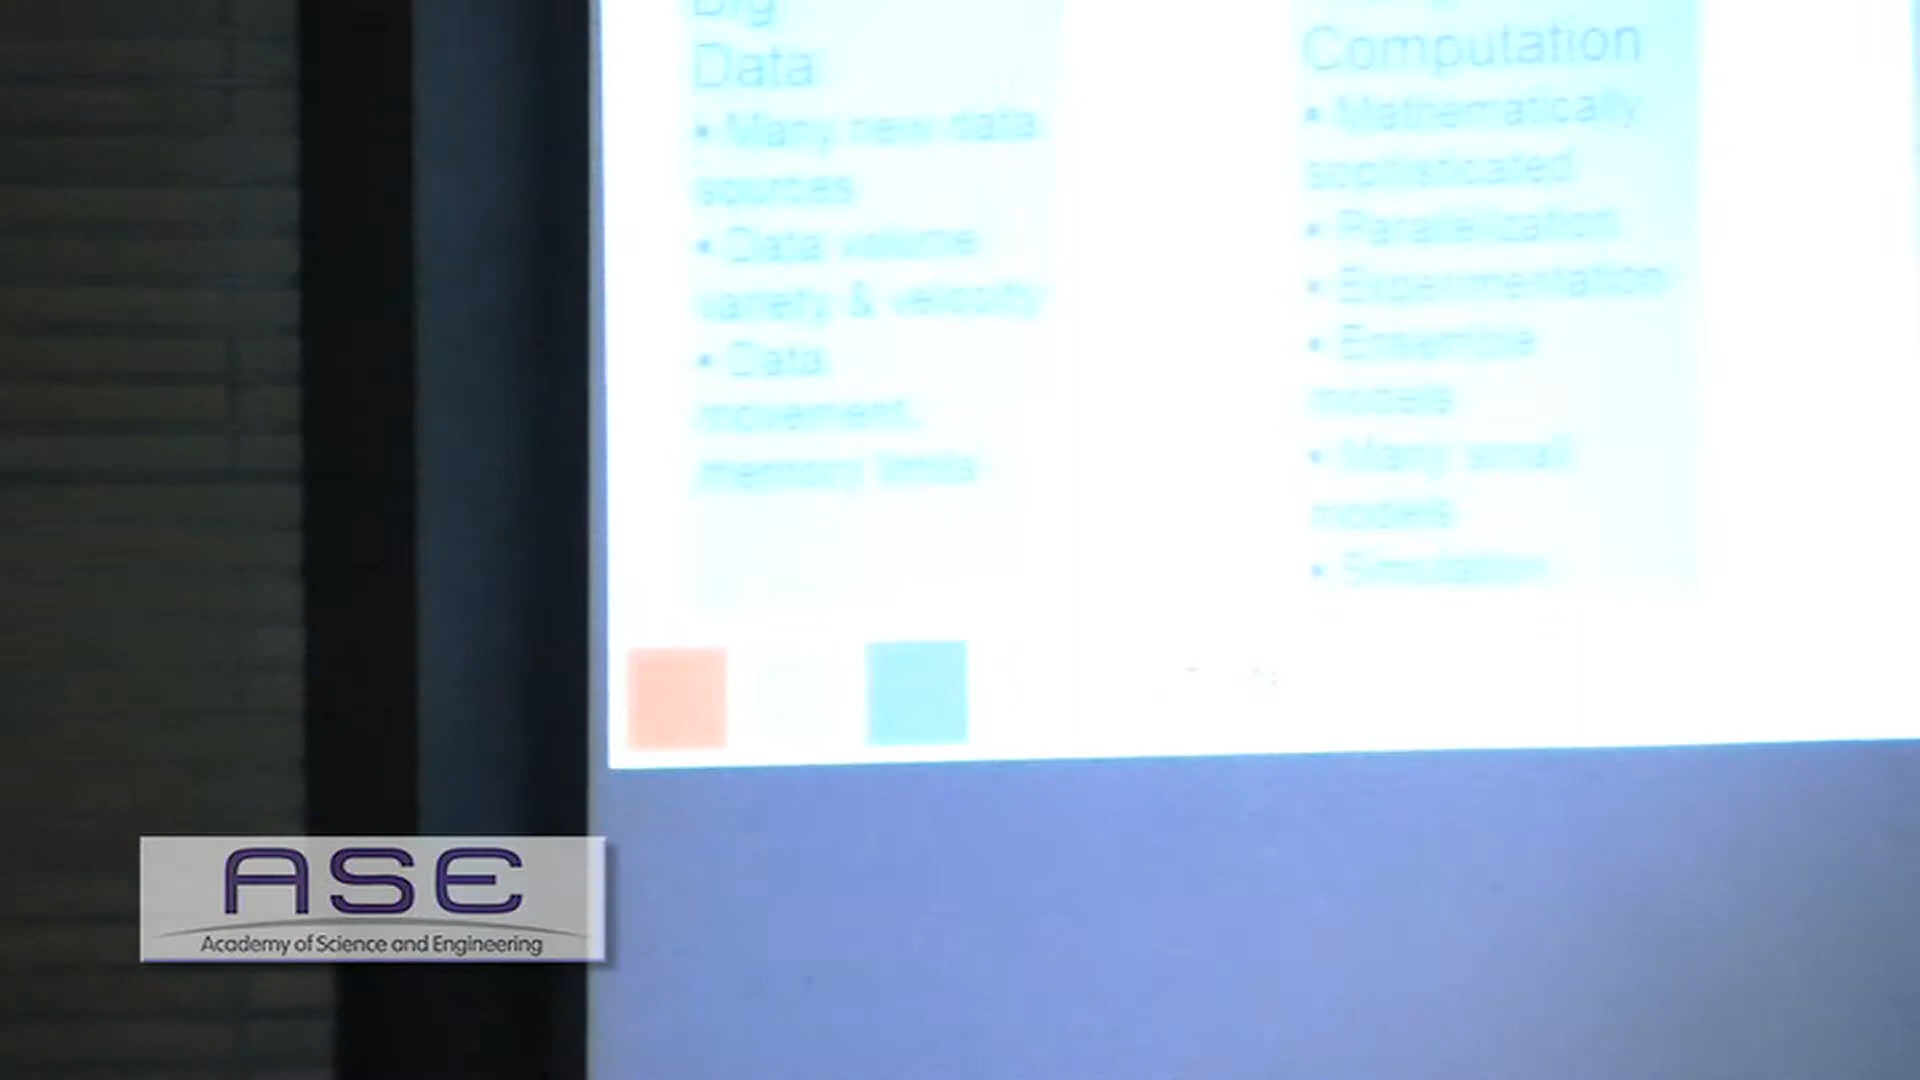 Big
Data
• Many new data
sources
• Data volume
variety & velocity
• Data
movement,
memory limits
Computation
• Mathematically
sophisticated
• Parallelization
• Experimentation
• Ensemble
models
• Many small
models
• Simulation
ASE
Academy of Science and Engineering